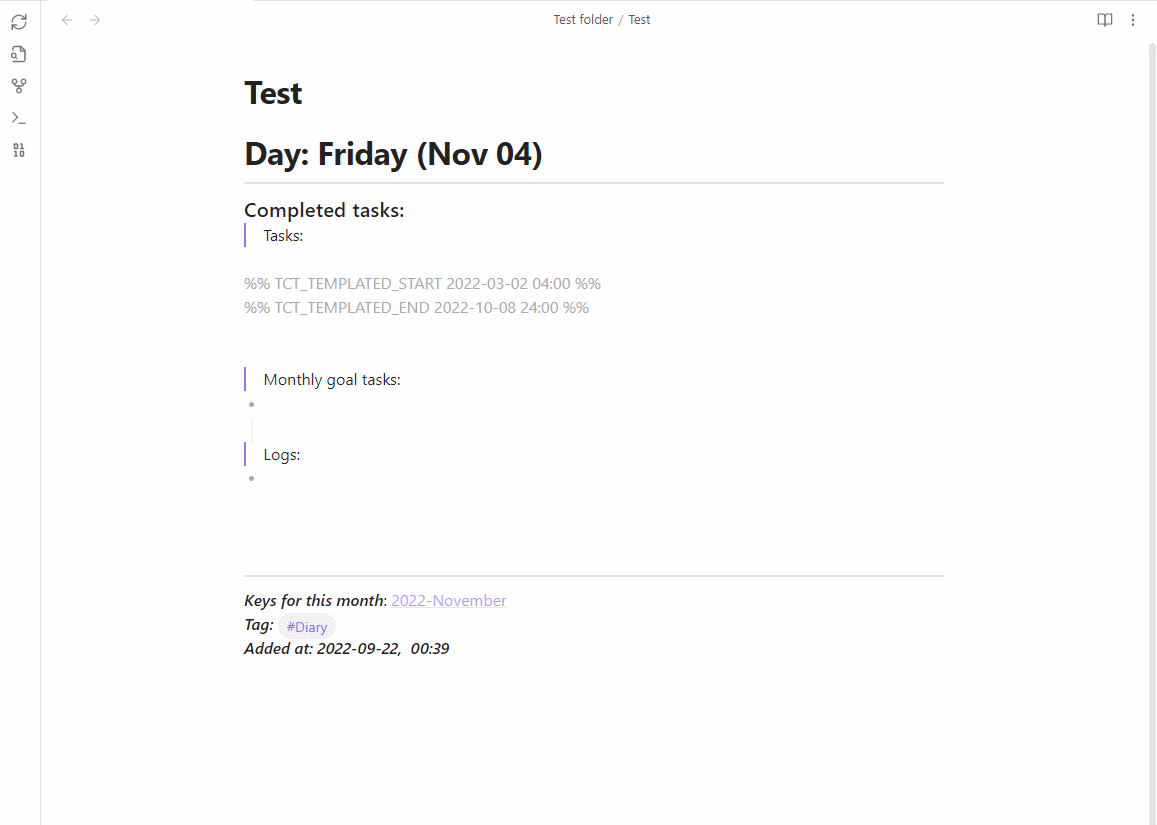 Test folder / Test
Test
Day: Friday (Nov 04)
Completed tasks:
Tasks:
%% TCT_TEMPLATED_START 2022-03-02 04:00 %%
%% TCT_TEMPLATED_END 2022-10-08 24:00 %%
Monthly goal tasks:
Logs:
Keys for this month: 2022-November
Tag: #Diary
Added at: 2022-09-22, 00:39